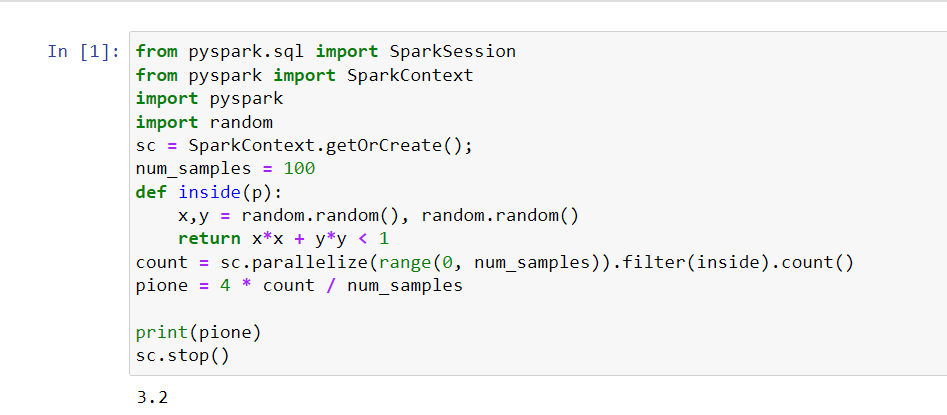 In [1]: from pyspark.sql import SparkSession
from pyspark import SparkContext
import pyspark
import random
sc = SparkContext.getOrCreate();
num_samples = 100
def inside(p):
    x,y = random.random(), random.random()
    return x*x + y*y < 1
count = sc.parallelize(range(0, num_samples)).filter(inside).count()
pione = 4 * count / num_samples
print(pione)
sc.stop()
3.2